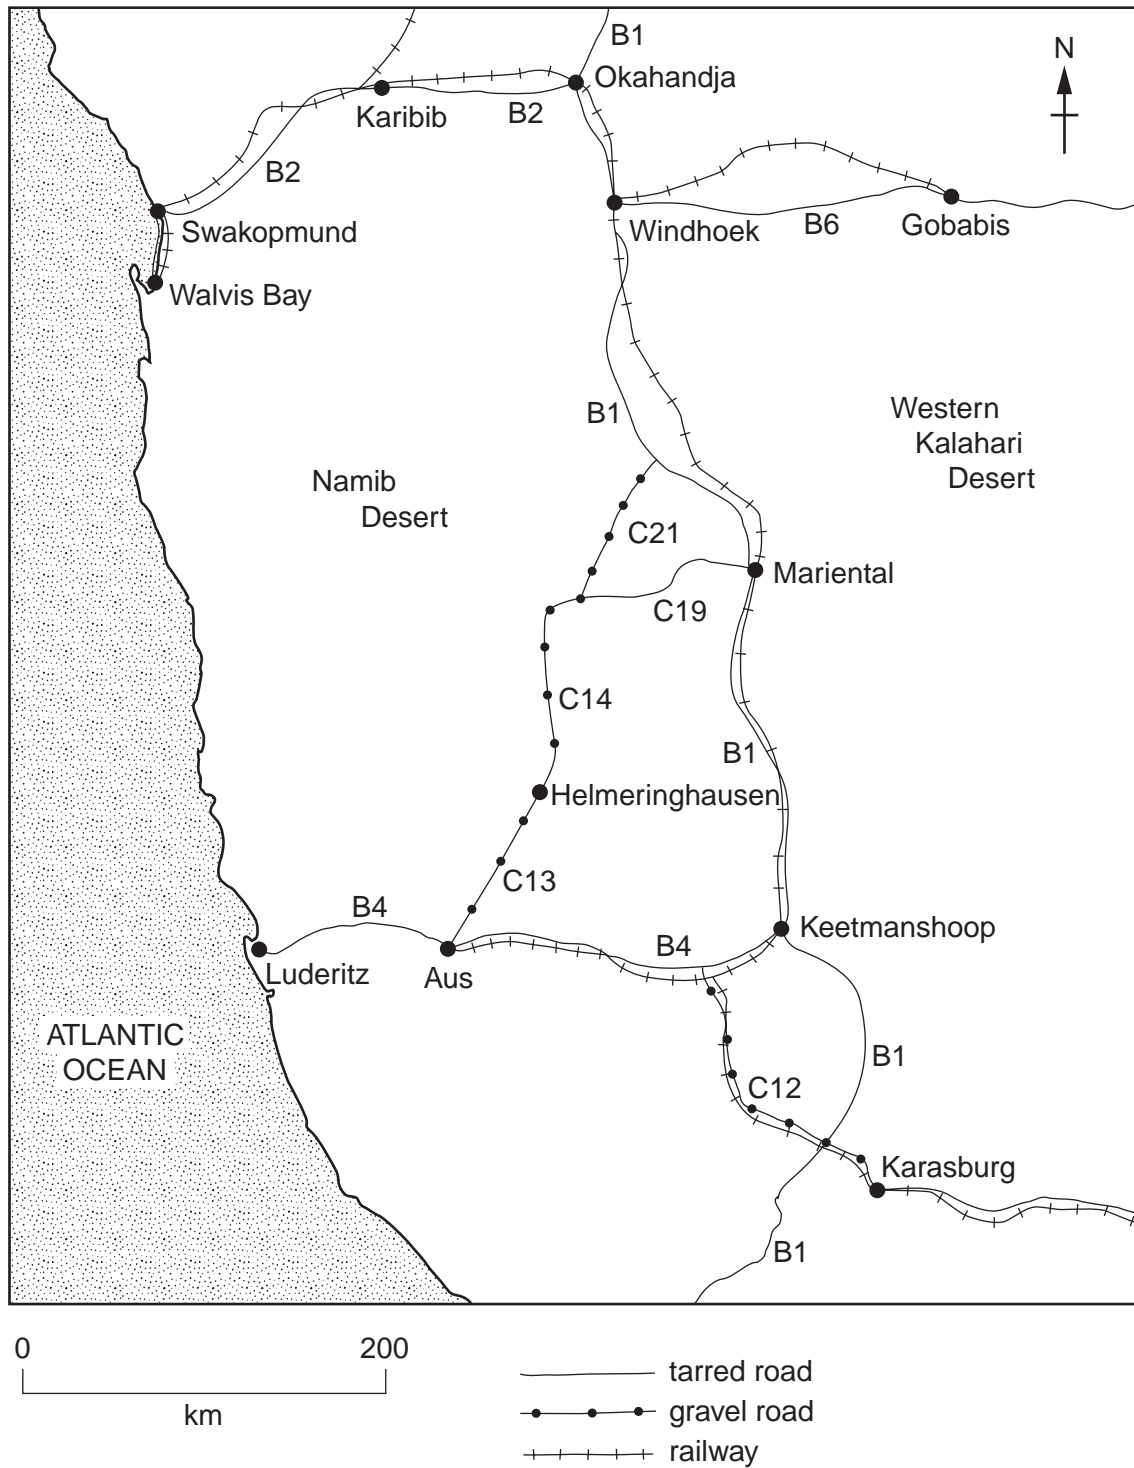 B1
N
Okahandja
Karibib
B2
B2
Swakopmund
Windhoek
B6
Gobabis
Walvis Bay
B1
Western
Kalahari
Desert
Namib
Desert
C21
Mariental
C19
C14
B1
Helmeringhausen
C13
B4
Keetmanshoop
B4
Luderitz
Aus
ATLANTIC
OCEAN
B1
C12
Karasburg
B1
0 200
km
tarred road
gravel road
railway